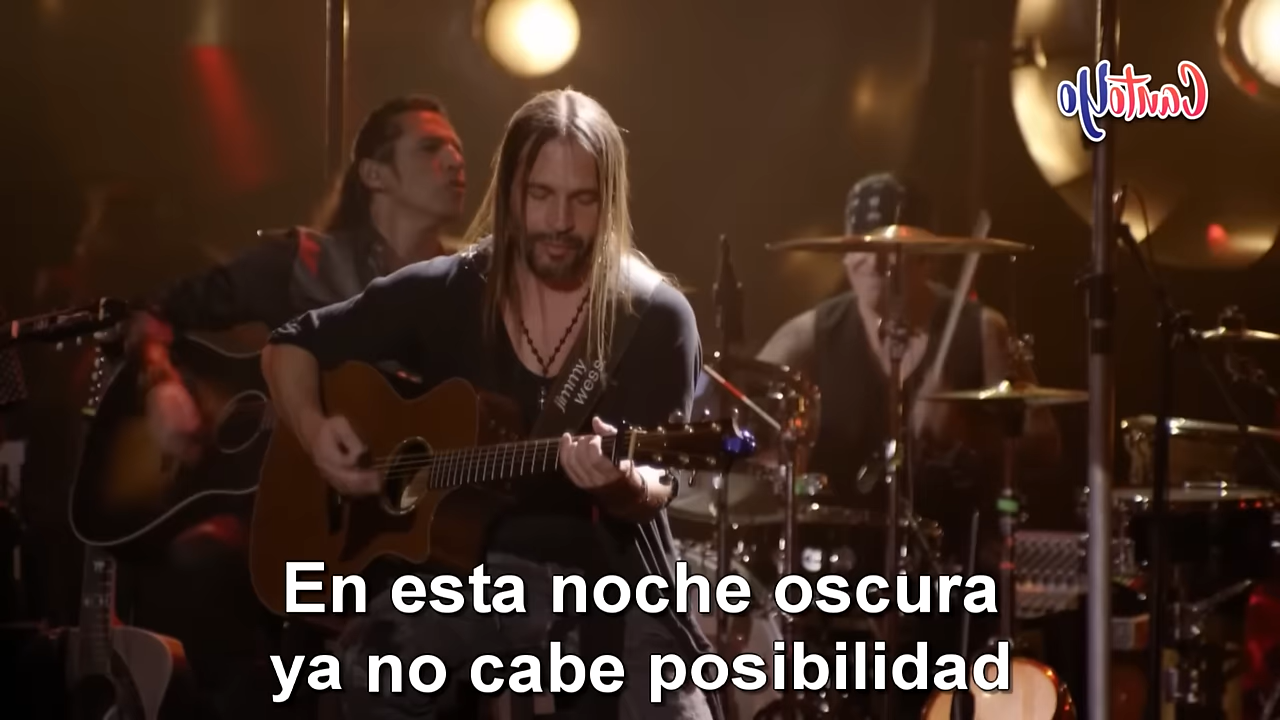 CantoYo
jimmy
wess
En esta noche oscura
ya no cabe posibilidad